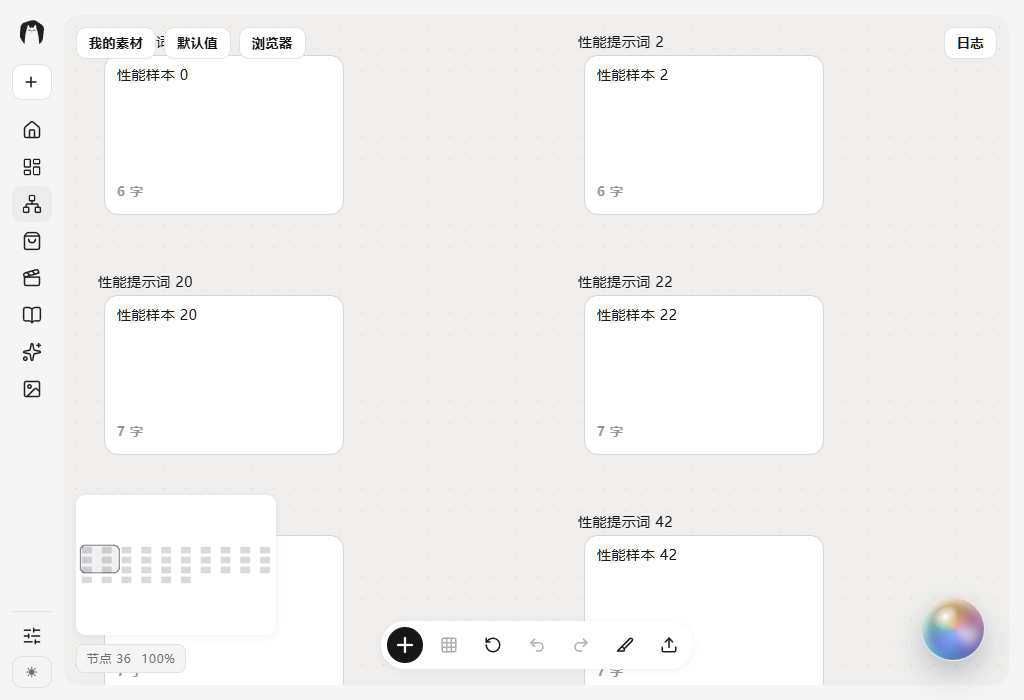 我的素材
词
默认值
浏览器
性能提示词 2
日志
性能样本 0
性能样本 2
6 字
6 字
性能提示词 20
性能提示词 22
性能样本 20
性能样本 22
7 字
7 字
性能提示词 42
性能样本 42
节点 36 100%
7 字